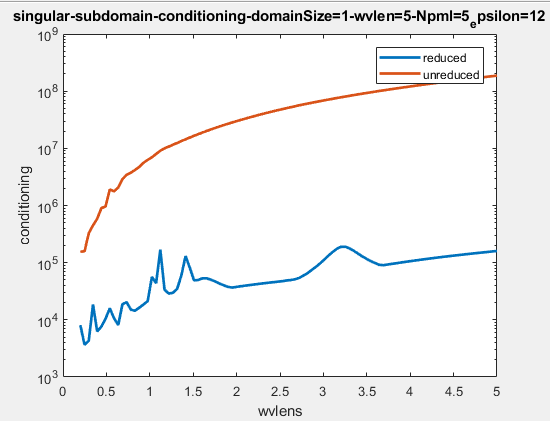 singular-subdomain-conditioning-domainSize=1-wvlen=5-Npml=5epsilon=12
10^9
10^8
10^7
10^6
10^5
10^4
10^3
conditioning
reduced
unreduced
0 0.5 1 1.5 2 2.5 3 3.5 4 4.5 5
wvlens